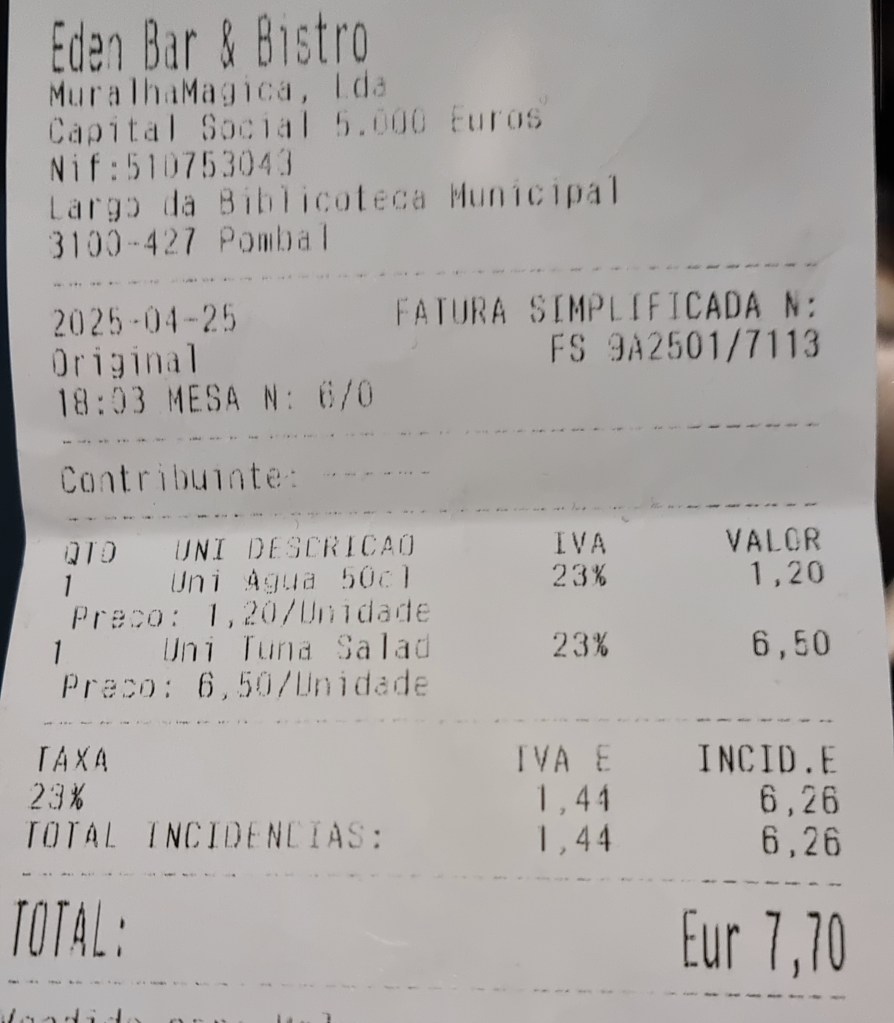 Eden Bar & Bistro
MuralhaMagica, Lda
Capital Social 5.000 Euros
Nif:510753043
Largo da Biblicoteca Municipal
3100-427 Pombal
2025-04-25 FATURA SIMPLIFICADA N:
Original FS 9A2501/7113
18:03 MESA N: 6/0
Contribuinte: ------
QTD UNI DESCRICAO IVA VALOR
1 Uni Agua 50cl 23% 1,20
Preco: 1,20/Unidade
1 Uni Tuna Salad 23% 6,50
Preco: 6,50/Unidade
TAXA IVA E INCID.E
23% 1,44 6,26
TOTAL INCIDENCIAS: 1,44 6,26
TOTAL: Eur 7,70